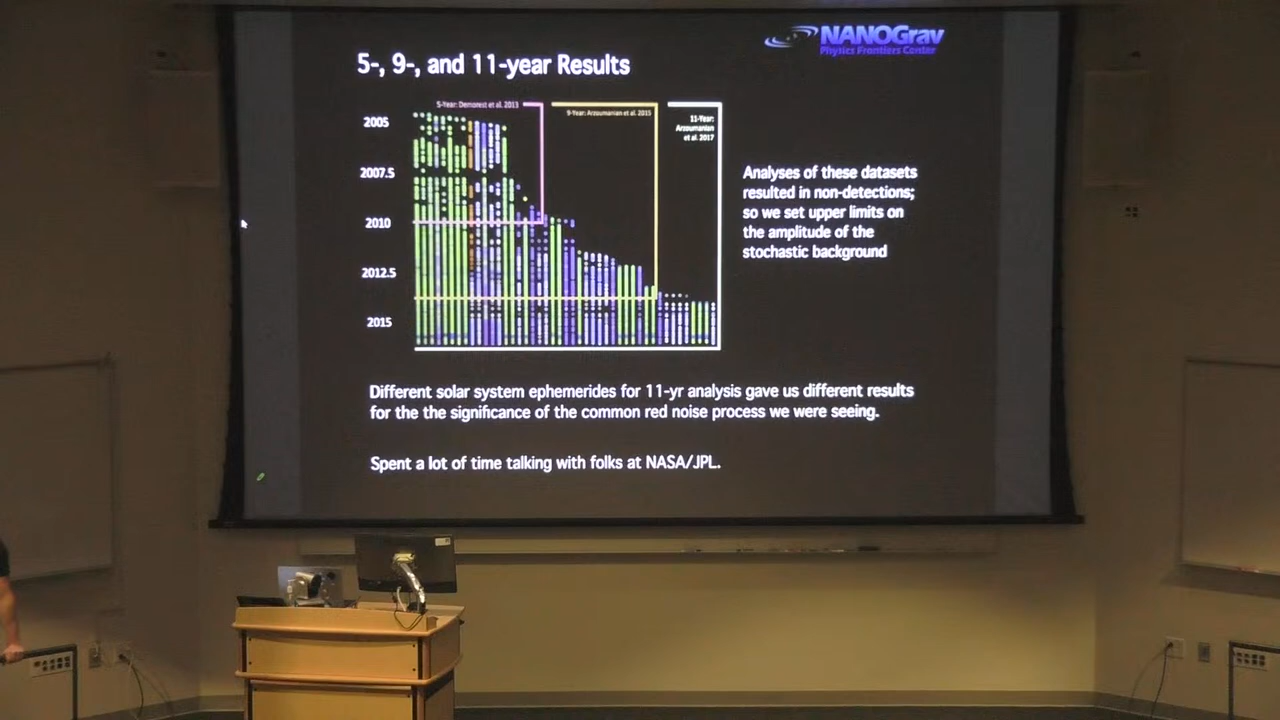 NANOGrav
Physics Frontiers Center
5-, 9-, and 11-year Results
5-Year: Demorest et al. 2013
9-Year: Arzoumanian et al. 2015
11-Year:
Arzoumanian
et al. 2017
2005
2007.5
2010
2012.5
2015
Analyses of these datasets
resulted in non-detections;
so we set upper limits on
the amplitude of the
stochastic background
Different solar system ephemerides for 11-yr analysis gave us different results
for the the significance of the common red noise process we were seeing.
Spent a lot of time talking with folks at NASA/JPL.